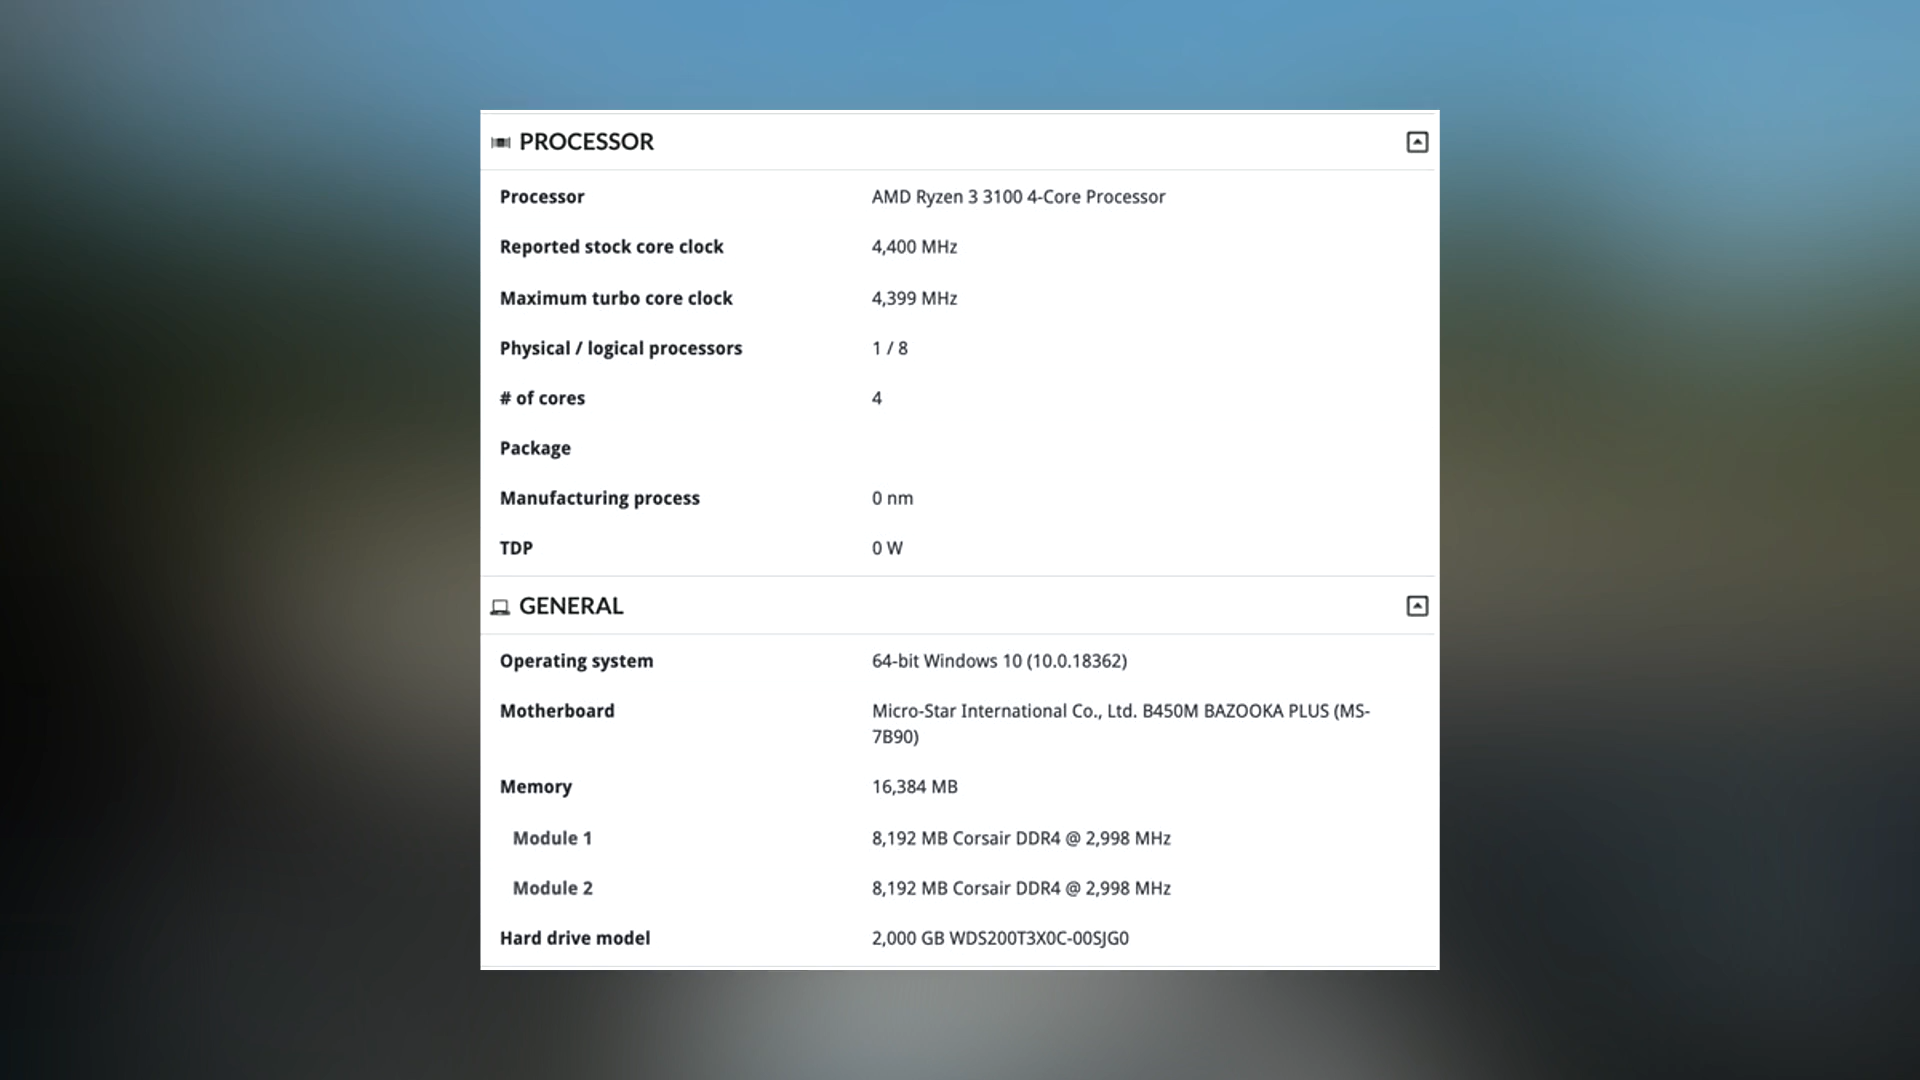 PROCESSOR
Processor AMD Ryzen 3 3100 4-Core Processor
Reported stock core clock 4,400 MHz
Maximum turbo core clock 4,399 MHz
Physical / logical processors 1 / 8
# of cores 4
Package
Manufacturing process 0 nm
TDP 0 W
GENERAL
Operating system 64-bit Windows 10 (10.0.18362)
Motherboard Micro-Star International Co., Ltd. B450M BAZOOKA PLUS (MS-
7B90)
Memory 16,384 MB
Module 1 8,192 MB Corsair DDR4 @ 2,998 MHz
Module 2 8,192 MB Corsair DDR4 @ 2,998 MHz
Hard drive model 2,000 GB WDS200T3X0C-00SJG0